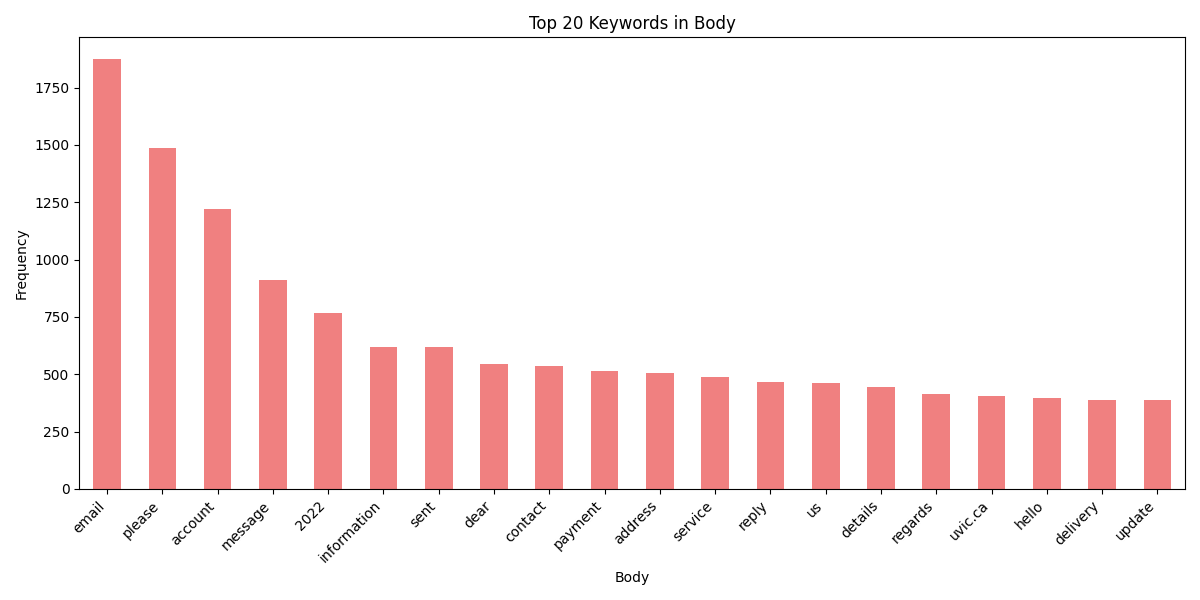 Top 20 Keywords in Body
Frequency
1750
1500
1250
1000
750
500
250
0
email
please
account
message
2022
information
sent
dear
contact
payment
address
service
reply
us
details
regards
uvic.ca
hello
delivery
update
Body